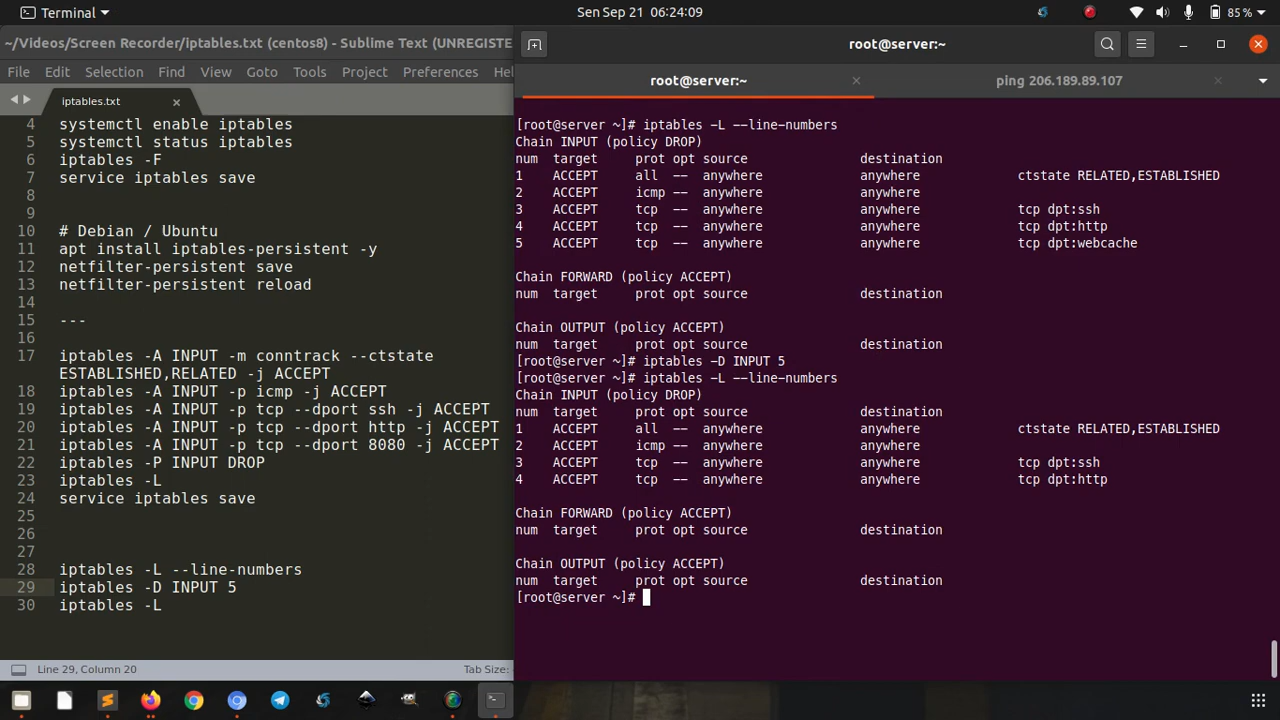 Terminal
Sen Sep 21 06:24:09
85 %
~/Videos/Screen Recorder/iptables.txt (centos8) - Sublime Text (UNREGISTE
File Edit Selection Find View Goto Tools Project Preferences Hel
iptables.txt
4 systemctl enable iptables
5 systemctl status iptables
6 iptables -F
7 service iptables save
8
9
10 # Debian / Ubuntu
11 apt install iptables-persistent -y
12 netfilter-persistent save
13 netfilter-persistent reload
14
15 ---
16
17 iptables -A INPUT -m conntrack --ctstate
ESTABLISHED,RELATED -j ACCEPT
18 iptables -A INPUT -p icmp -j ACCEPT
19 iptables -A INPUT -p tcp --dport ssh -j ACCEPT
20 iptables -A INPUT -p tcp --dport http -j ACCEPT
21 iptables -A INPUT -p tcp --dport 8080 -j ACCEPT
22 iptables -P INPUT DROP
23 iptables -L
24 service iptables save
25
26
27
28 iptables -L --line-numbers
29 iptables -D INPUT 5
30 iptables -L
Line 29, Column 20
Tab Size:
root@server:~
root@server:~
ping 206.189.89.107
[root@server ~]# iptables -L --line-numbers
Chain INPUT (policy DROP)
num target prot opt source destination
1 ACCEPT all -- anywhere anywhere ctstate RELATED,ESTABLISHED
2 ACCEPT icmp -- anywhere anywhere
3 ACCEPT tcp -- anywhere anywhere tcp dpt:ssh
4 ACCEPT tcp -- anywhere anywhere tcp dpt:http
5 ACCEPT tcp -- anywhere anywhere tcp dpt:webcache
Chain FORWARD (policy ACCEPT)
num target prot opt source destination
Chain OUTPUT (policy ACCEPT)
num target prot opt source destination
[root@server ~]# iptables -D INPUT 5
[root@server ~]# iptables -L --line-numbers
Chain INPUT (policy DROP)
num target prot opt source destination
1 ACCEPT all -- anywhere anywhere ctstate RELATED,ESTABLISHED
2 ACCEPT icmp -- anywhere anywhere
3 ACCEPT tcp -- anywhere anywhere tcp dpt:ssh
4 ACCEPT tcp -- anywhere anywhere tcp dpt:http
Chain FORWARD (policy ACCEPT)
num target prot opt source destination
Chain OUTPUT (policy ACCEPT)
num target prot opt source destination
[root@server ~]#